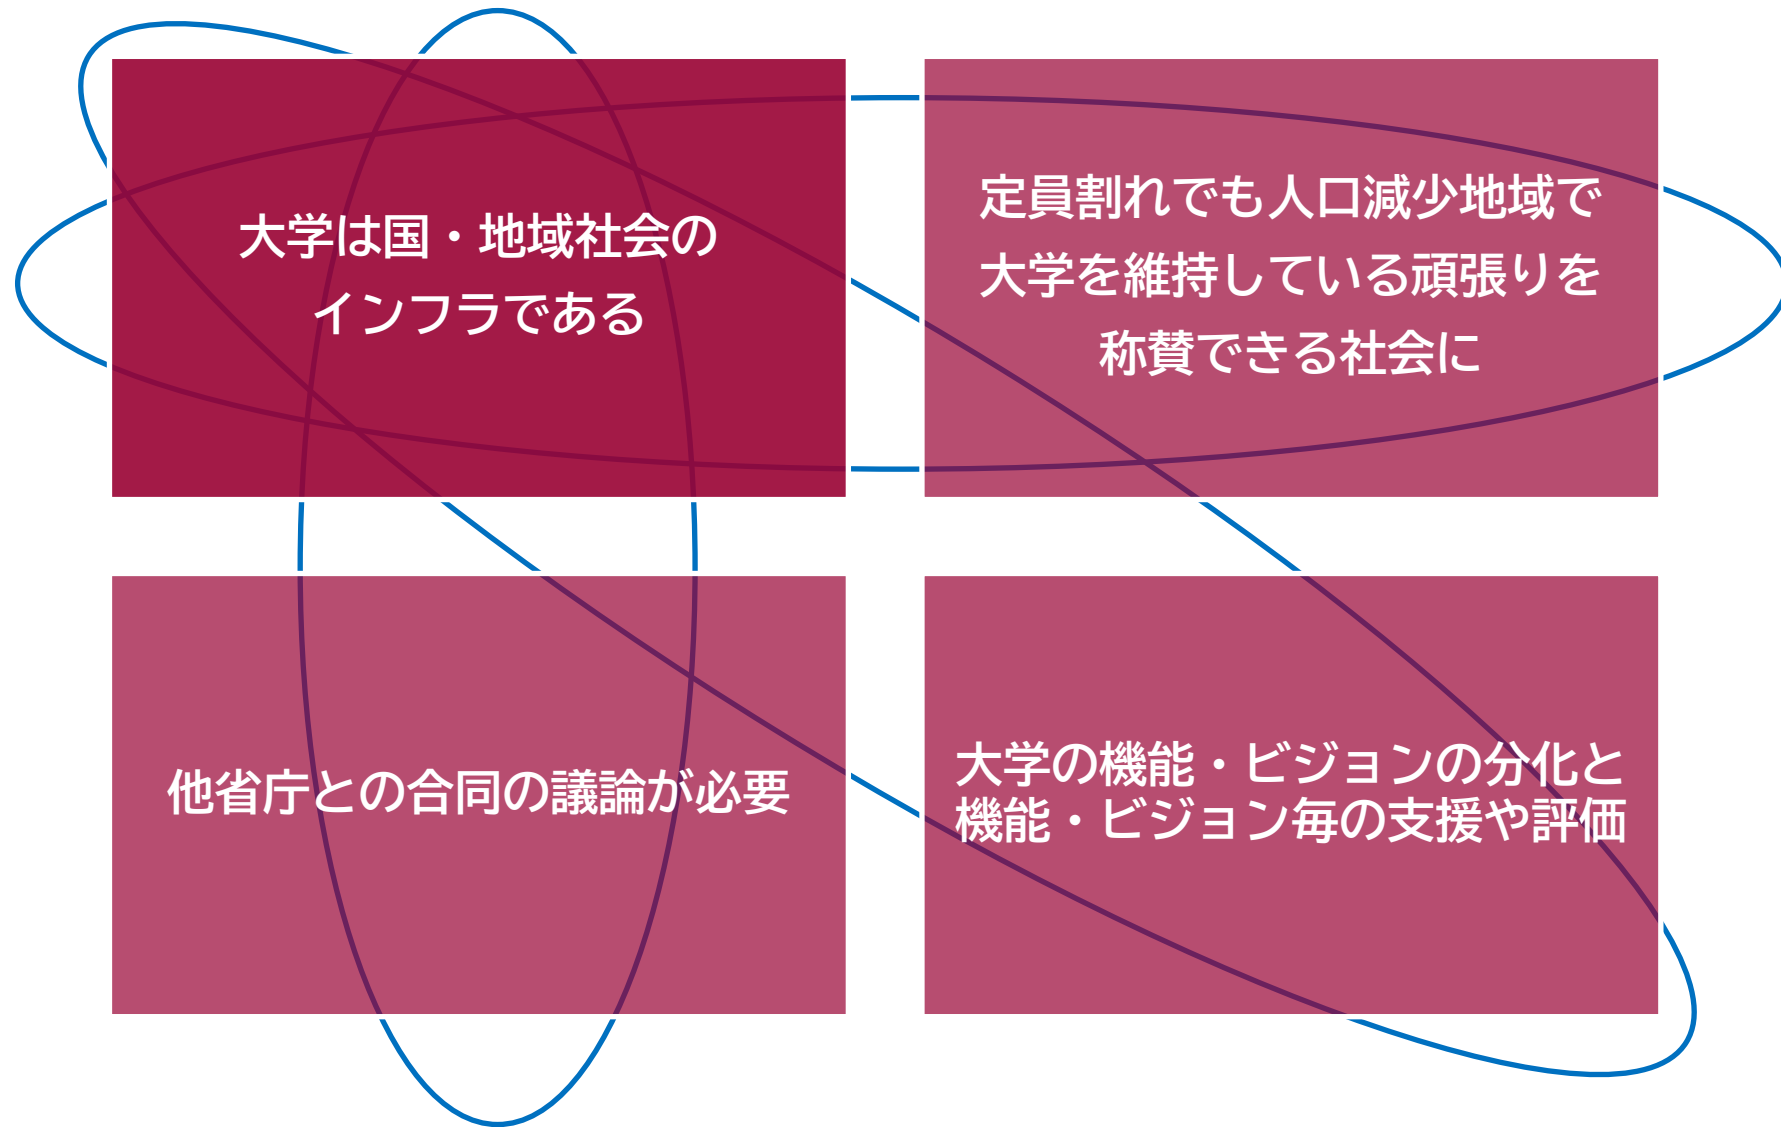 大学は国・地域社会の
インフラである
定員割れでも人口減少地域で
大学を維持している頑張りを
称賛できる社会に
他省庁との合同の議論が必要
大学の機能・ビジョンの分化と
機能・ビジョン毎の支援や評価